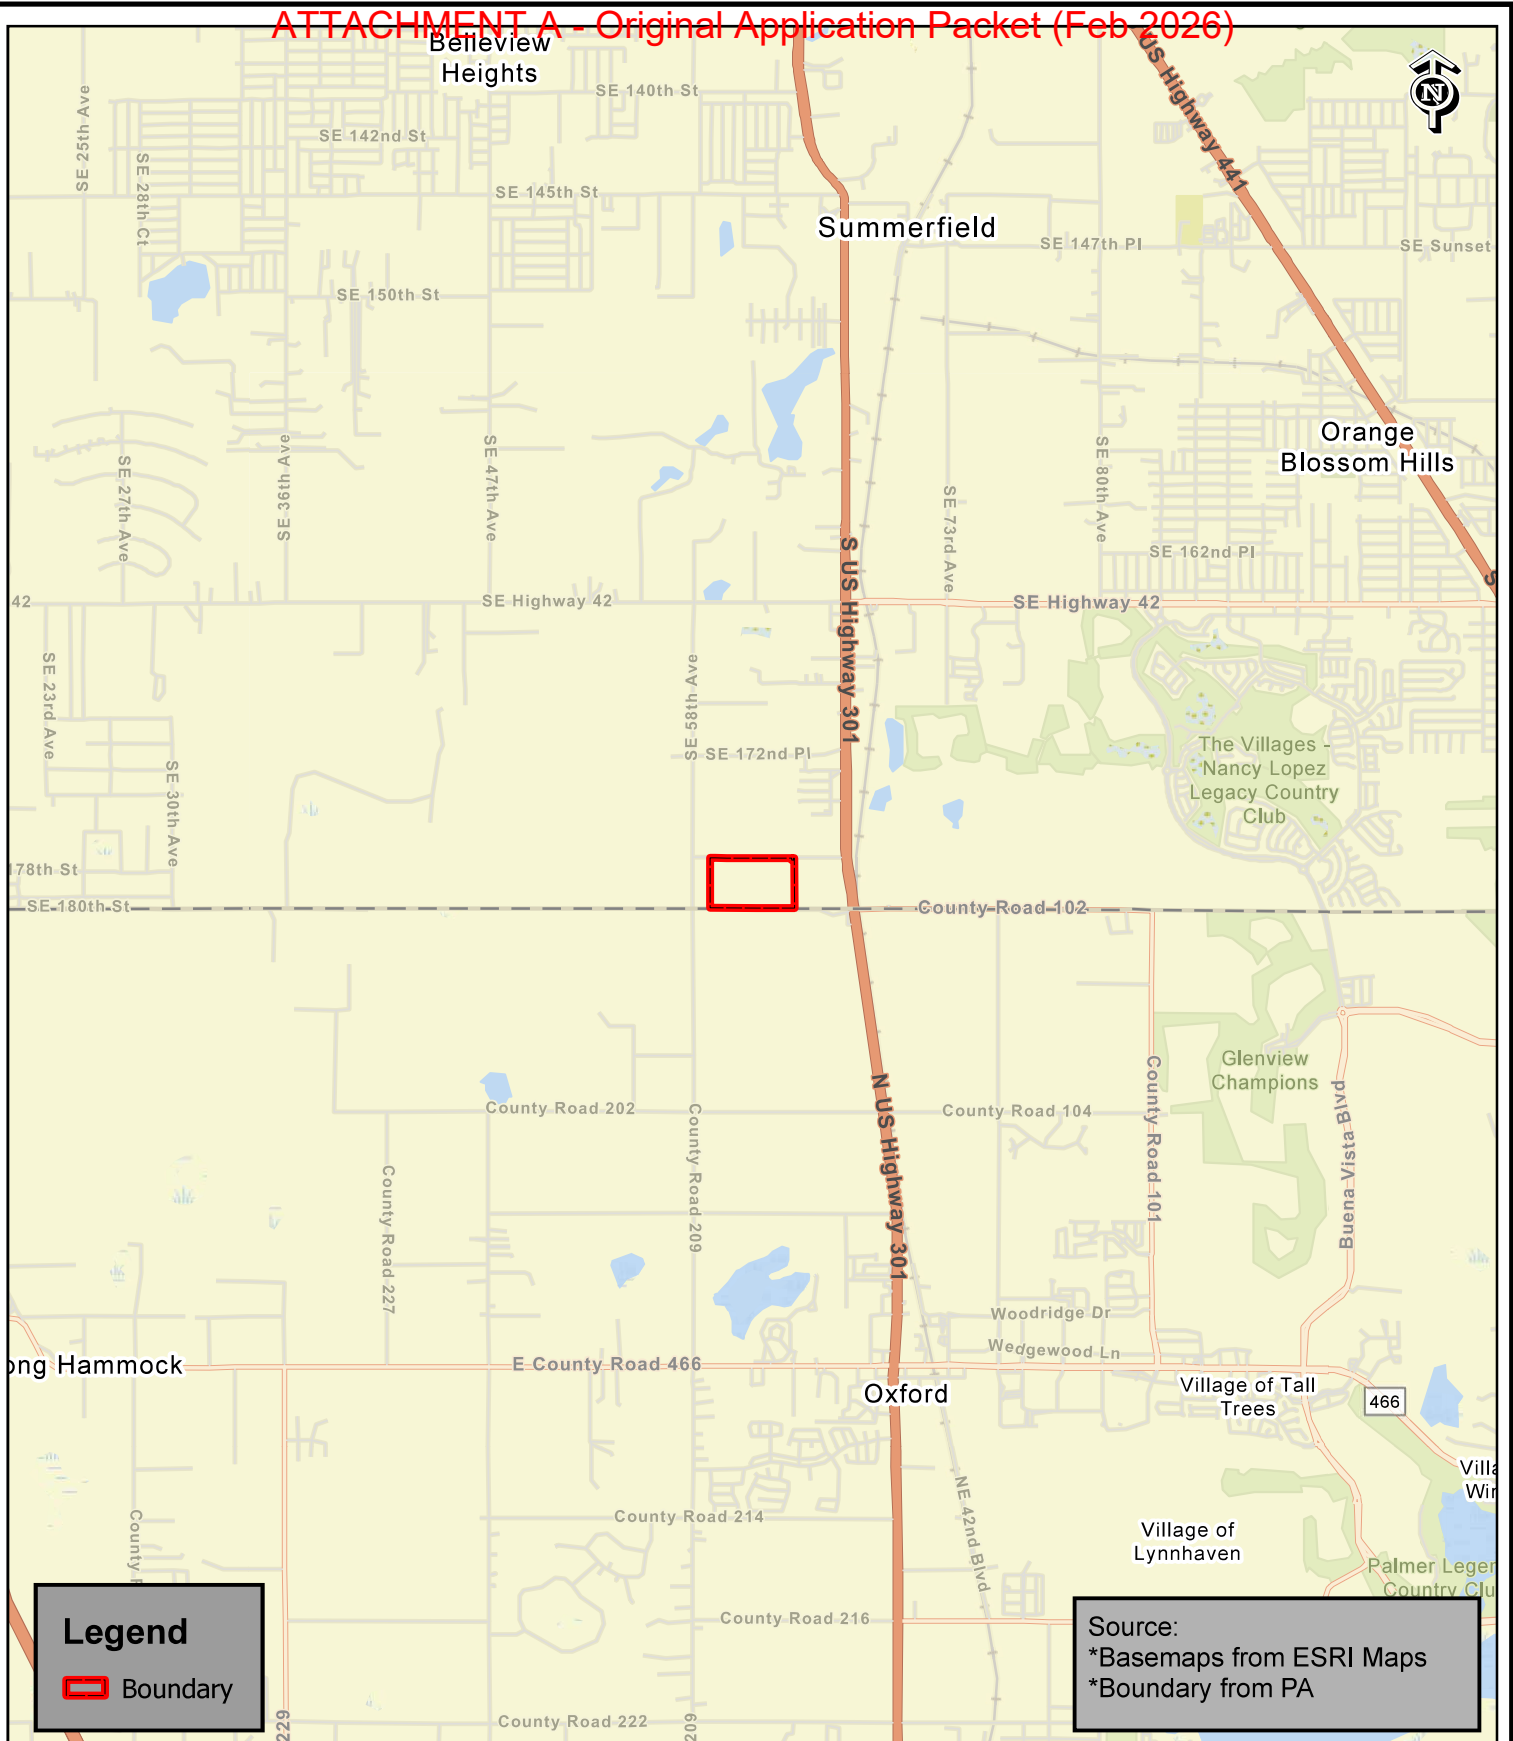 ATTACHMENT A - Original Application Packet (Feb 2026)
Belleview
Heights
US Highway 441
N
SE 140th St
SE 25th Ave
SE 142nd St
SE 28th Ct
SE 145th St
Summerfield
SE 147th Pl
SE Sunset
SE 150th St
Orange
Blossom Hills
SE 27th Ave
SE 36th Ave
SE 47th Ave
SE 73rd Ave
SE 80th Ave
S US Highway 301
SE 162nd Pl
42
SE Highway 42
SE Highway 42
S
SE 23rd Ave
SE 58th Ave
SE 172nd Pl
The Villages -
Nancy Lopez
Legacy Country
Club
SE 30th Ave
178th St
SE 180th St
County Road 102
Glenview
Champions
County Road 202
County Road 104
County Road 209
N US Highway 301
County Road 101
Buena Vista Blvd
County Road 227
Woodridge Dr
Wedgewood Ln
ong Hammock
E County Road 466
Oxford
Village of Tall
Trees
466
Villa
Wir
County Road 214
NE 42nd Blvd
County R
Village of
Lynnhaven
Palmer Legen
Country Clu
County Road 216
Legend
Boundary
Source:
*Basemaps from ESRI Maps
*Boundary from PA
229
County Road 222
209